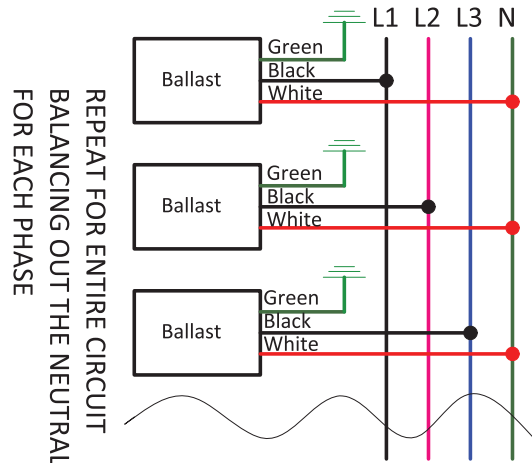 L1 L2 L3 N
Green
Black
White
Ballast
Green
Black
White
Ballast
Green
Black
White
Ballast
REPEAT FOR ENTIRE CIRCUIT
BALANCING OUT THE NEUTRAL
FOR EACH PHASE